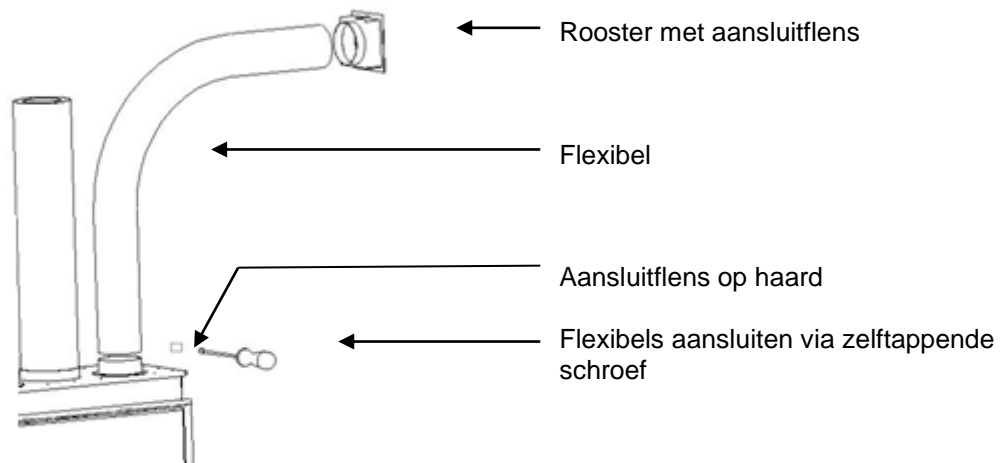 Rooster met aansluitflens
Flexibel
Aansluitflens op haard
Flexibels aansluiten via zelftappende
schroef